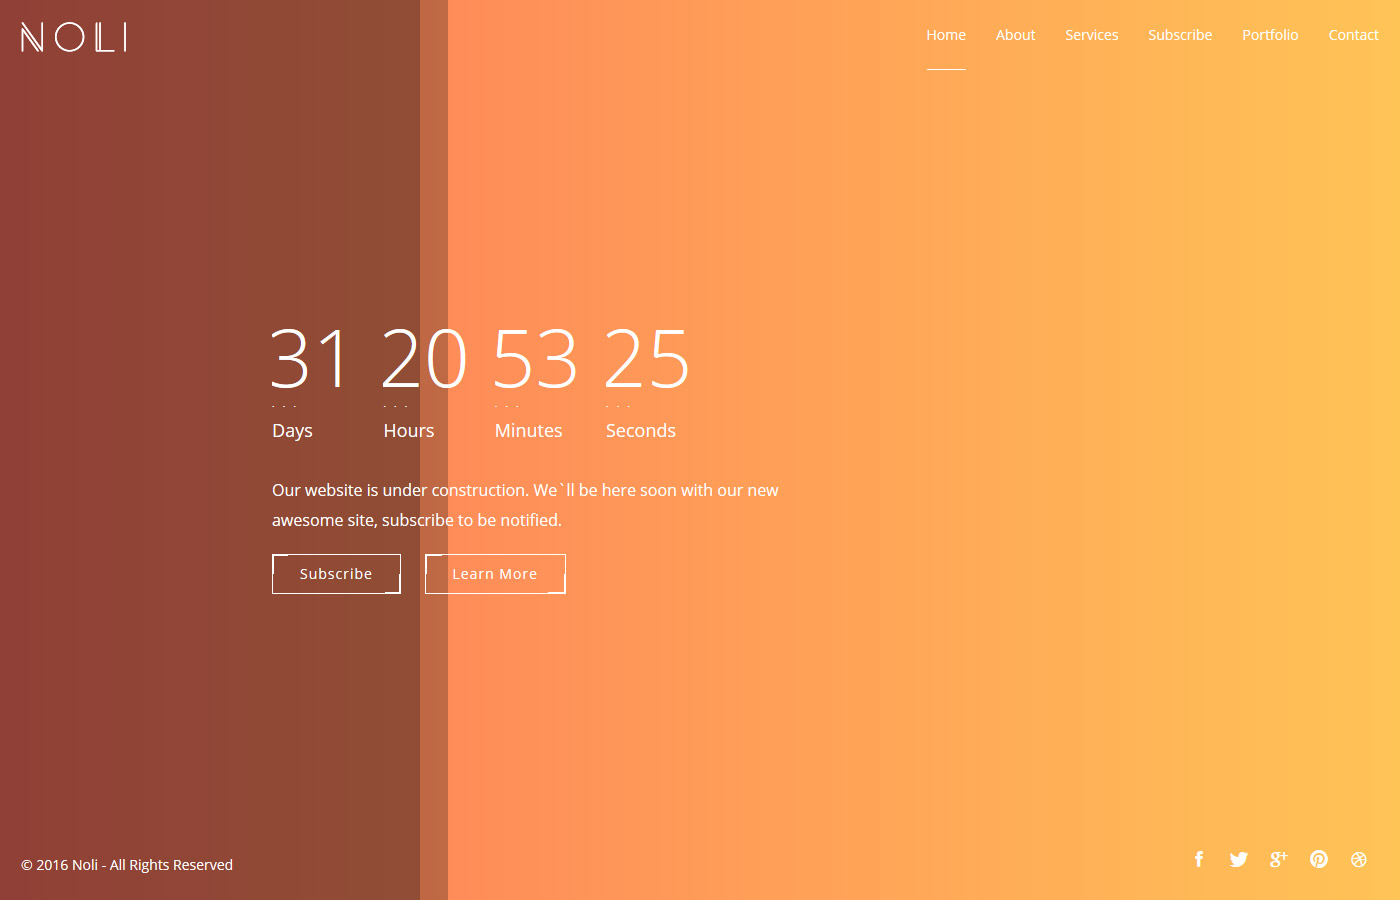 NOLI
Home About Services Subscribe Portfolio Contact
31 20 53 25
Days Hours Minutes Seconds
Our website is under construction. We`ll be here soon with our new
awesome site, subscribe to be notified.
Subscribe Learn More
© 2016 Noli - All Rights Reserved